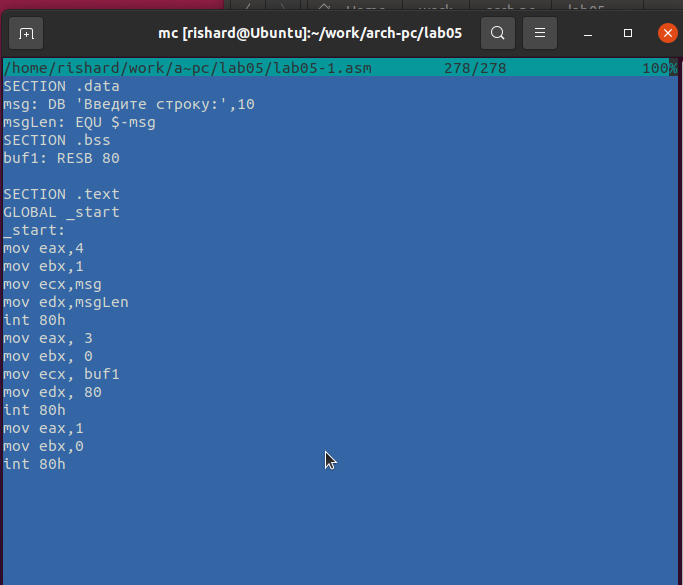 mc [rishard@Ubuntu]:~/work/arch-pc/lab05
/home/rishard/work/a~pc/lab05/lab05-1.asm 278/278 100%
SECTION .data
msg: DB 'Введите строку:',10
msgLen: EQU $-msg
SECTION .bss
buf1: RESB 80
SECTION .text
GLOBAL _start
_start:
mov eax,4
mov ebx,1
mov ecx,msg
mov edx,msgLen
int 80h
mov eax, 3
mov ebx, 0
mov ecx, buf1
mov edx, 80
int 80h
mov eax,1
mov ebx,0
int 80h